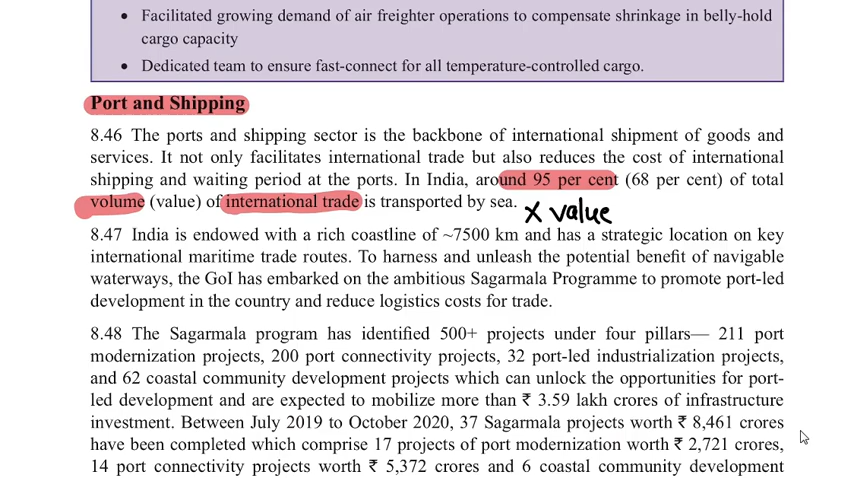 • Facilitated growing demand of air freighter operations to compensate shrinkage in belly-hold
cargo capacity
• Dedicated team to ensure fast-connect for all temperature-controlled cargo.
Port and Shipping
8.46 The ports and shipping sector is the backbone of international shipment of goods and
services. It not only facilitates international trade but also reduces the cost of international
shipping and waiting period at the ports. In India, around 95 per cent (68 per cent) of total
volume (value) of international trade is transported by sea.
x value
8.47 India is endowed with a rich coastline of ~7500 km and has a strategic location on key
international maritime trade routes. To harness and unleash the potential benefit of navigable
waterways, the GoI has embarked on the ambitious Sagarmala Programme to promote port-led
development in the country and reduce logistics costs for trade.
8.48 The Sagarmala program has identified 500+ projects under four pillars— 211 port
modernization projects, 200 port connectivity projects, 32 port-led industrialization projects,
and 62 coastal community development projects which can unlock the opportunities for port-
led development and are expected to mobilize more than ₹ 3.59 lakh crores of infrastructure
investment. Between July 2019 to October 2020, 37 Sagarmala projects worth ₹ 8,461 crores
have been completed which comprise 17 projects of port modernization worth ₹ 2,721 crores,
14 port connectivity projects worth ₹ 5,372 crores and 6 coastal community development